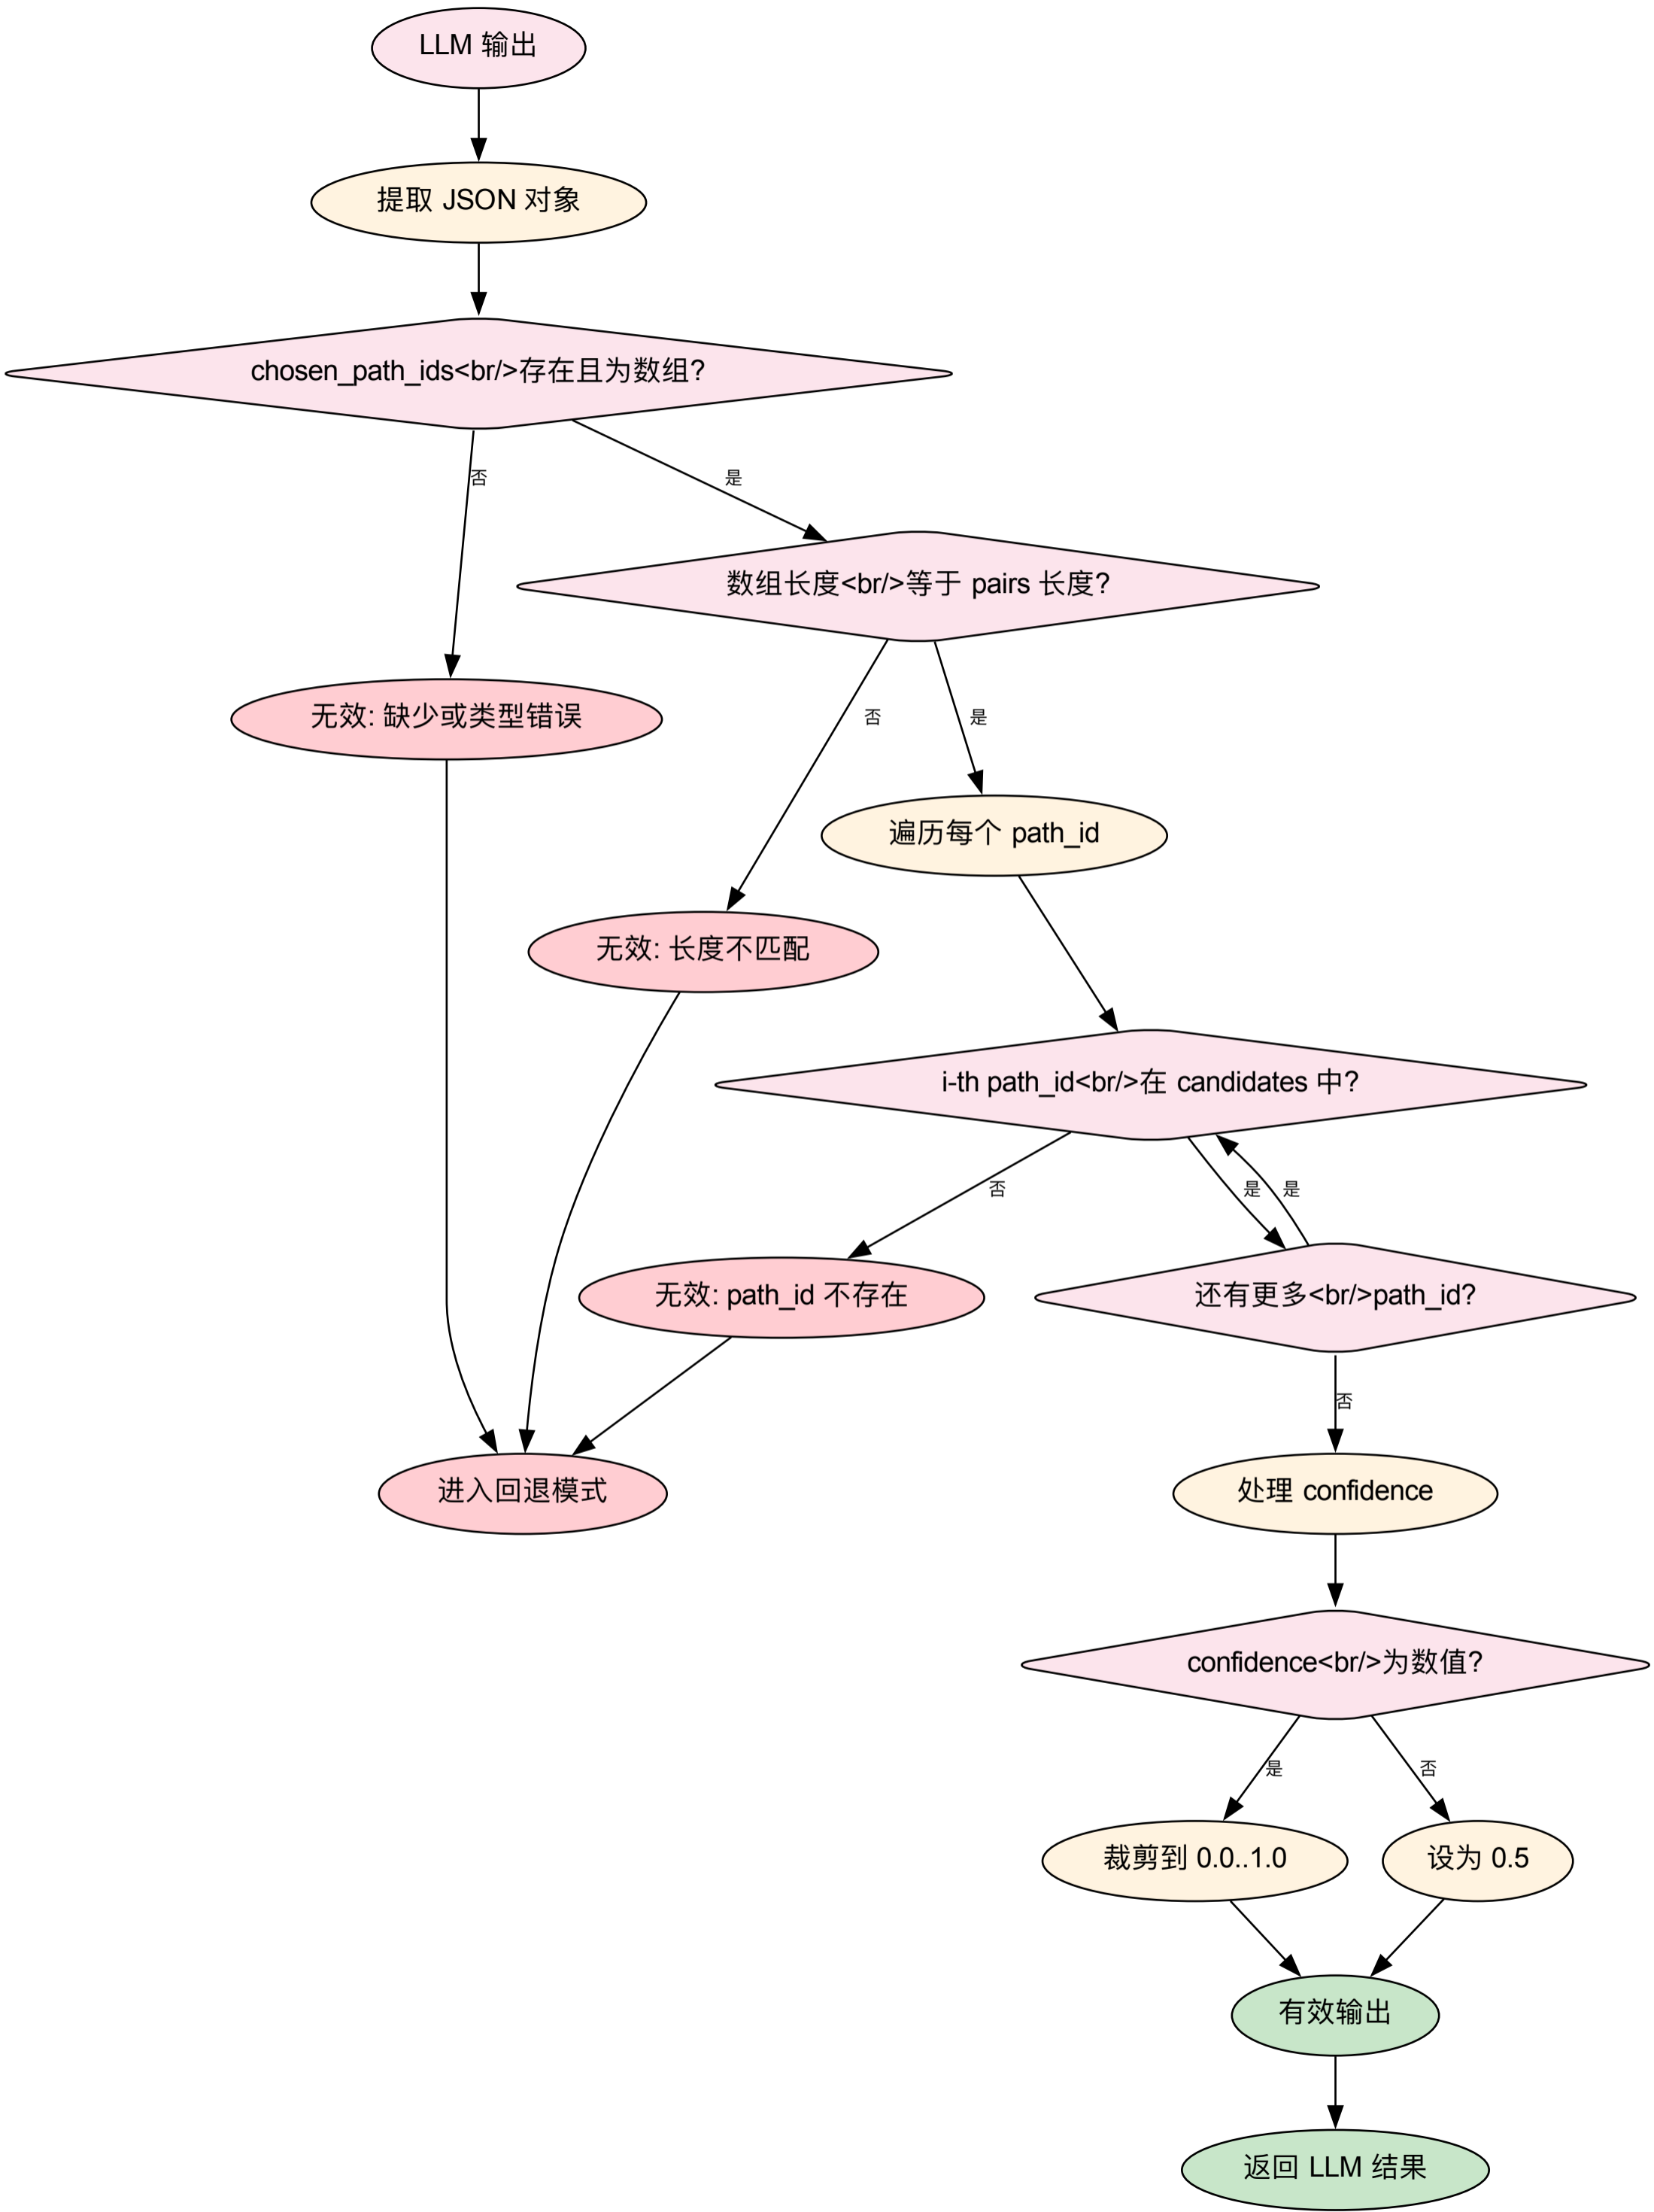 LLM 输出
提取 JSON 对象
chosen_path_ids<br/>存在且为数组?
否
是
数组长度<br/>等于 pairs 长度?
无效: 缺少或类型错误
否
是
遍历每个 path_id
无效: 长度不匹配
i-th path_id<br/>在 candidates 中?
否
是
是
无效: path_id 不存在
还有更多<br/>path_id?
否
进入回退模式
处理 confidence
confidence<br/>为数值?
是
否
裁剪到 0.0..1.0
设为 0.5
有效输出
返回 LLM 结果